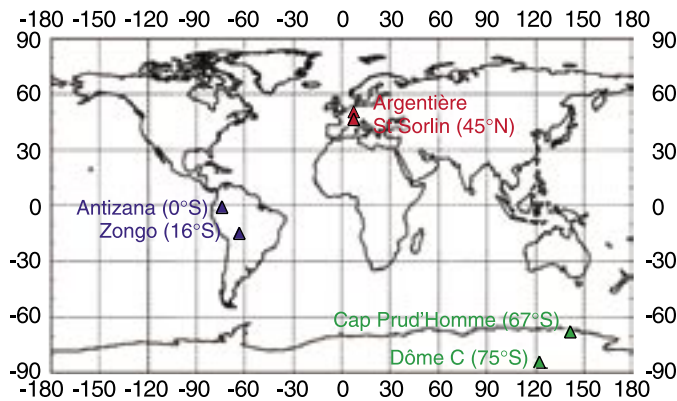 -180 -150 -120 -90 -60 -30 0 30 60 90 120 150 180
90 90
60 60
Argentière
St Sorlin (45°N)
30 30
0 0
Antizana (0°S)
Zongo (16°S)
-30 -30
-60 -60
Cap Prud'Homme (67°S)
Dôme C (75°S)
-90 -90
-180 -150 -120 -90 -60 -30 0 30 60 90 120 150 180